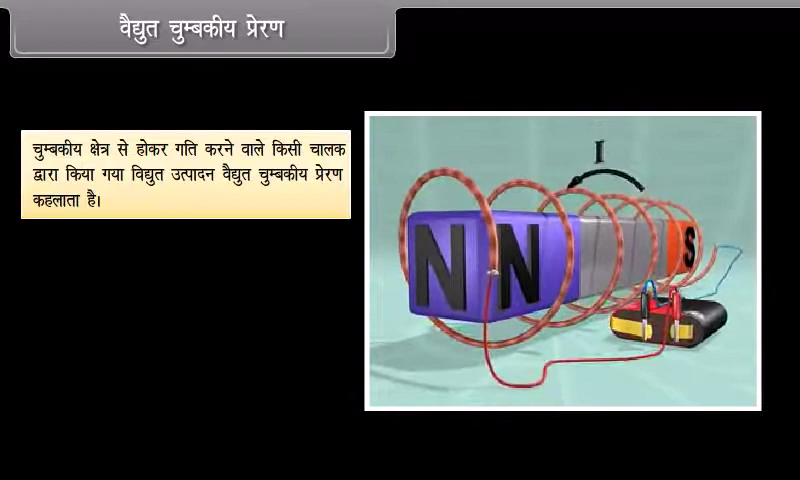 वैद्युत चुम्बकीय प्रेरण
चुम्बकीय क्षेत्र से होकर गति करने वाले किसी चालक
द्वारा किया गया विद्युत उत्पादन वैद्युत चुम्बकीय प्रेरण
कहलाता है।
I
N N S